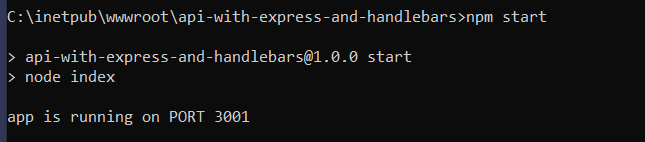 C:\inetpub\wwwroot\api-with-express-and-handlebars>npm start
> api-with-express-and-handlebars@1.0.0 start
> node index
app is running on PORT 3001